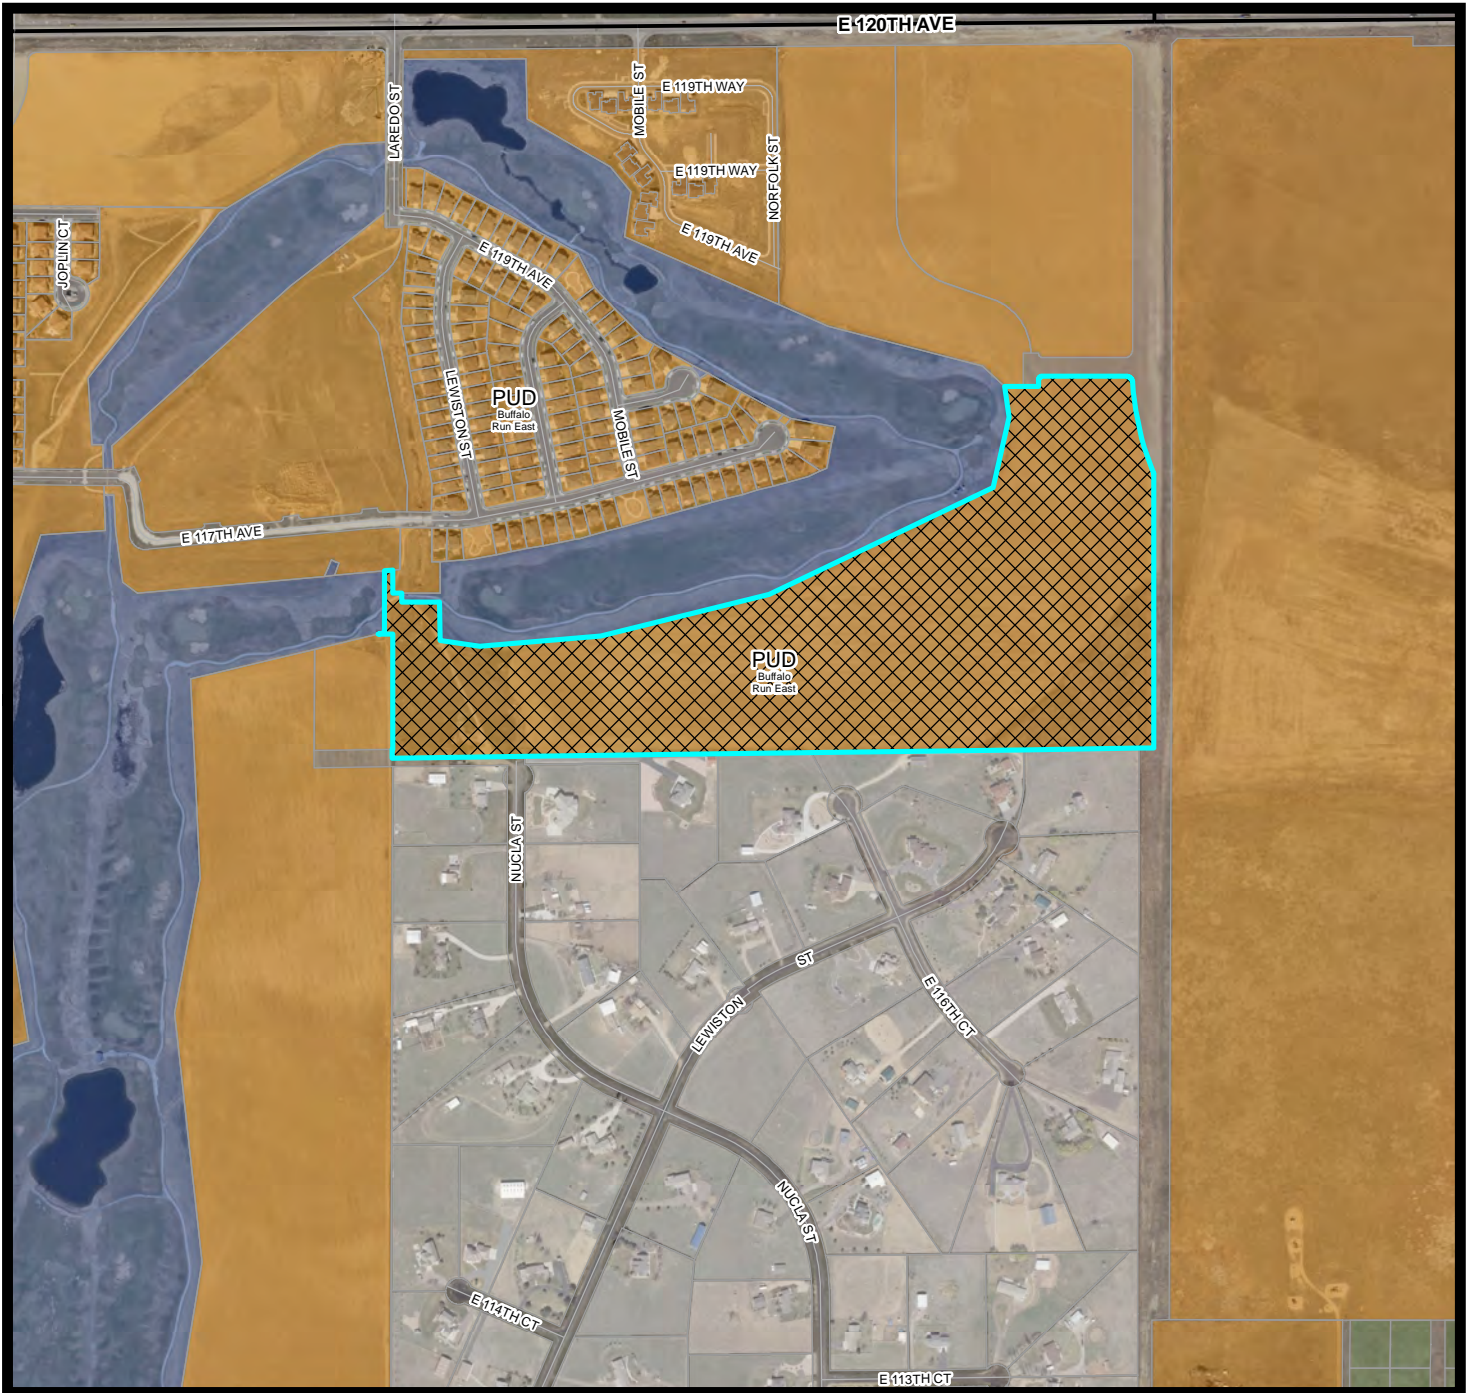 E 120TH AVE
LAREDO ST
MOBILE ST
E 119TH WAY
E 119TH WAY
NORFOLK ST
JOPLIN CT
E 119TH AVE
E 119TH AVE
LEWISTON ST
PUD
Buffalo
Run East
MOBILE ST
E 117TH AVE
PUD
Buffalo
Run East
NUCLA ST
LEWISTON ST
E 116TH CT
NUCLA ST
E 114TH CT
E 113TH CT